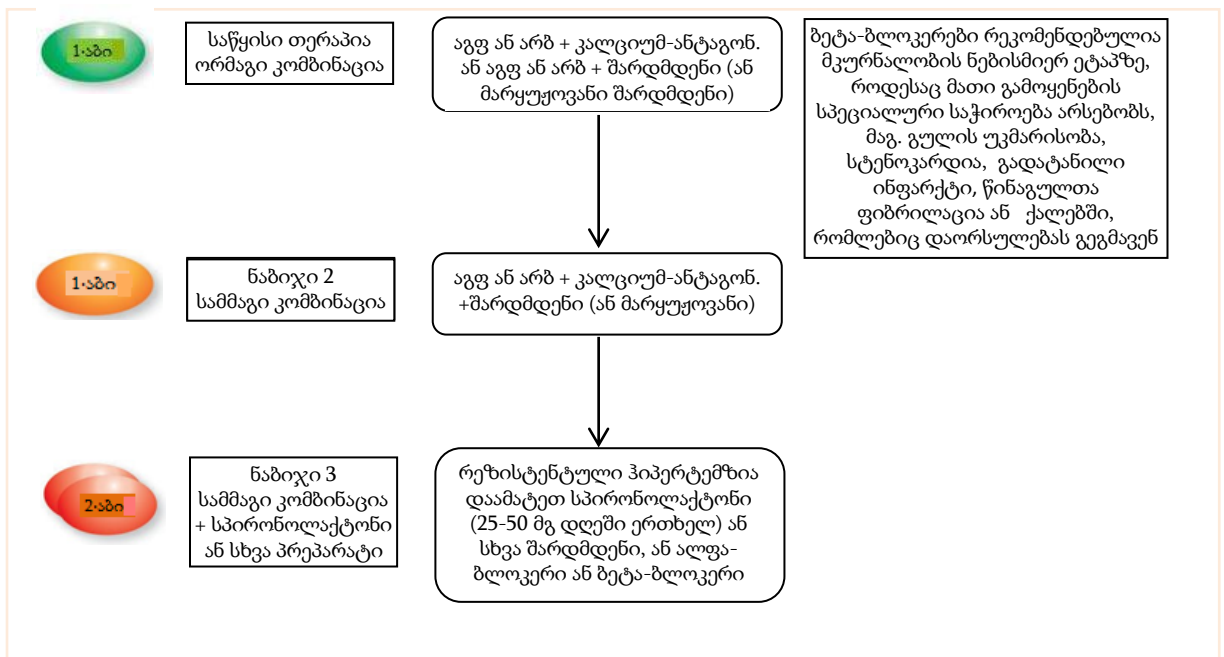 1-აბი
საწყისი თერაპია
ორმაგი კომბინაცია
აგფ ან არბ + კალციუმ-ანტაგონ.
ან აგფ ან არბ + შარდმდენი (ან
მარყუჟოვანი შარდმდენი)
ბეტა-ბლოკერები რეკომენდებულია
მკურნალობის ნებისმიერ ეტაპზე,
როდესაც მათი გამოყენების
სპეციალური საჭიროება არსებობს,
მაგ. გულის უკმარისობა,
სტენოკარდია, გადატანილი
ინფარქტი, წინაგულთა
ფიბრილაცია ან ქალებში,
რომლებიც დაორსულებას გეგმავენ
1-აბი
ნაბიჯი 2
სამმაგი კომბინაცია
აგფ ან არბ + კალციუმ-ანტაგონ.
+შარდმდენი (ან მარყუჟოვანი)
2-აბი
ნაბიჯი 3
სამმაგი კომბინაცია
+ სპირონოლაქტონი
ან სხვა პრეპარატი
რეზისტენტული ჰიპერტემზია
დაამატეთ სპირონოლაქტონი
(25-50 მგ დღეში ერთხელ) ან
სხვა შარდმდენი, ან ალფა-
ბლოკერი ან ბეტა-ბლოკერი